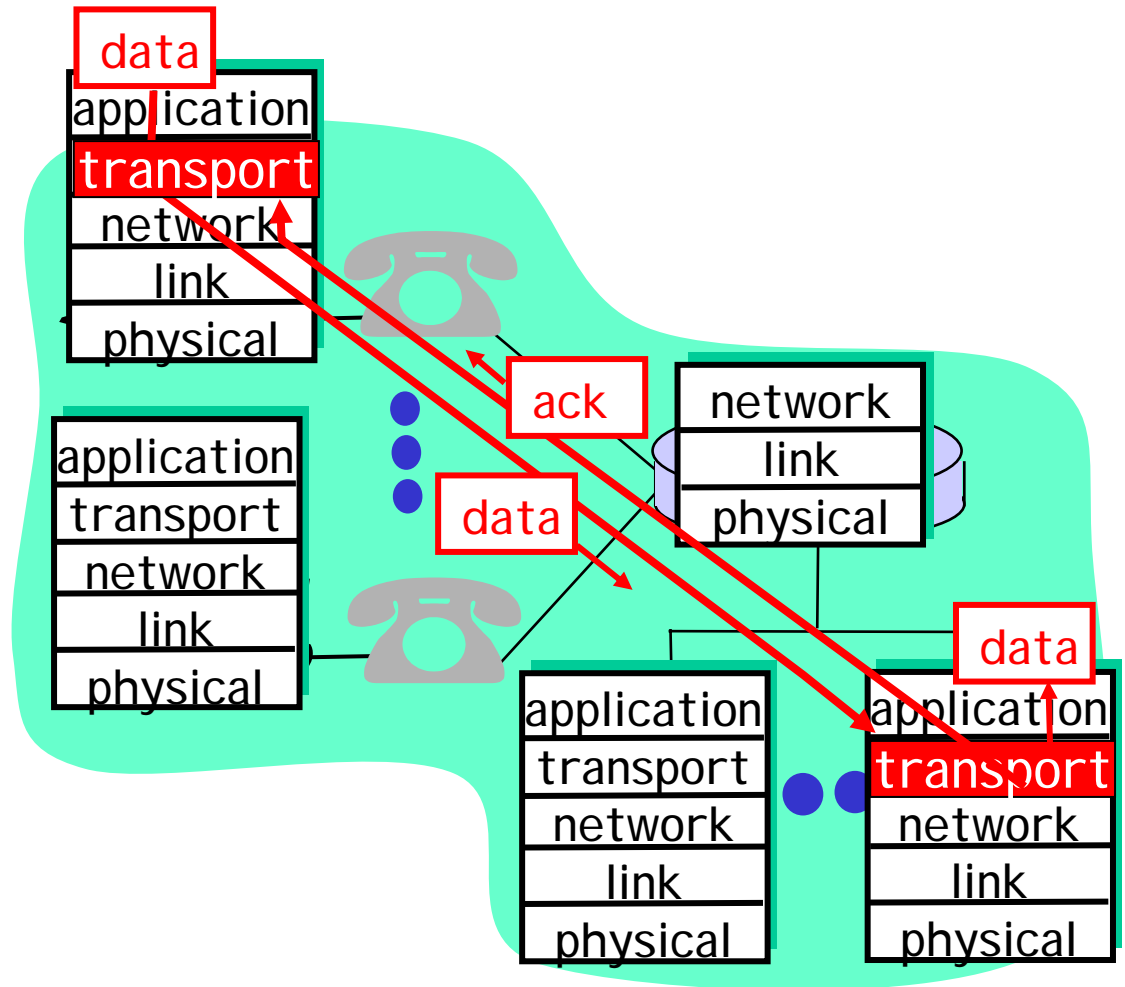 data
application
transport
network
link
physical
ack
network
link
physical
application
transport
network
link
physical
data
data
application
transport
network
link
physical
application
transport
network
link
physical